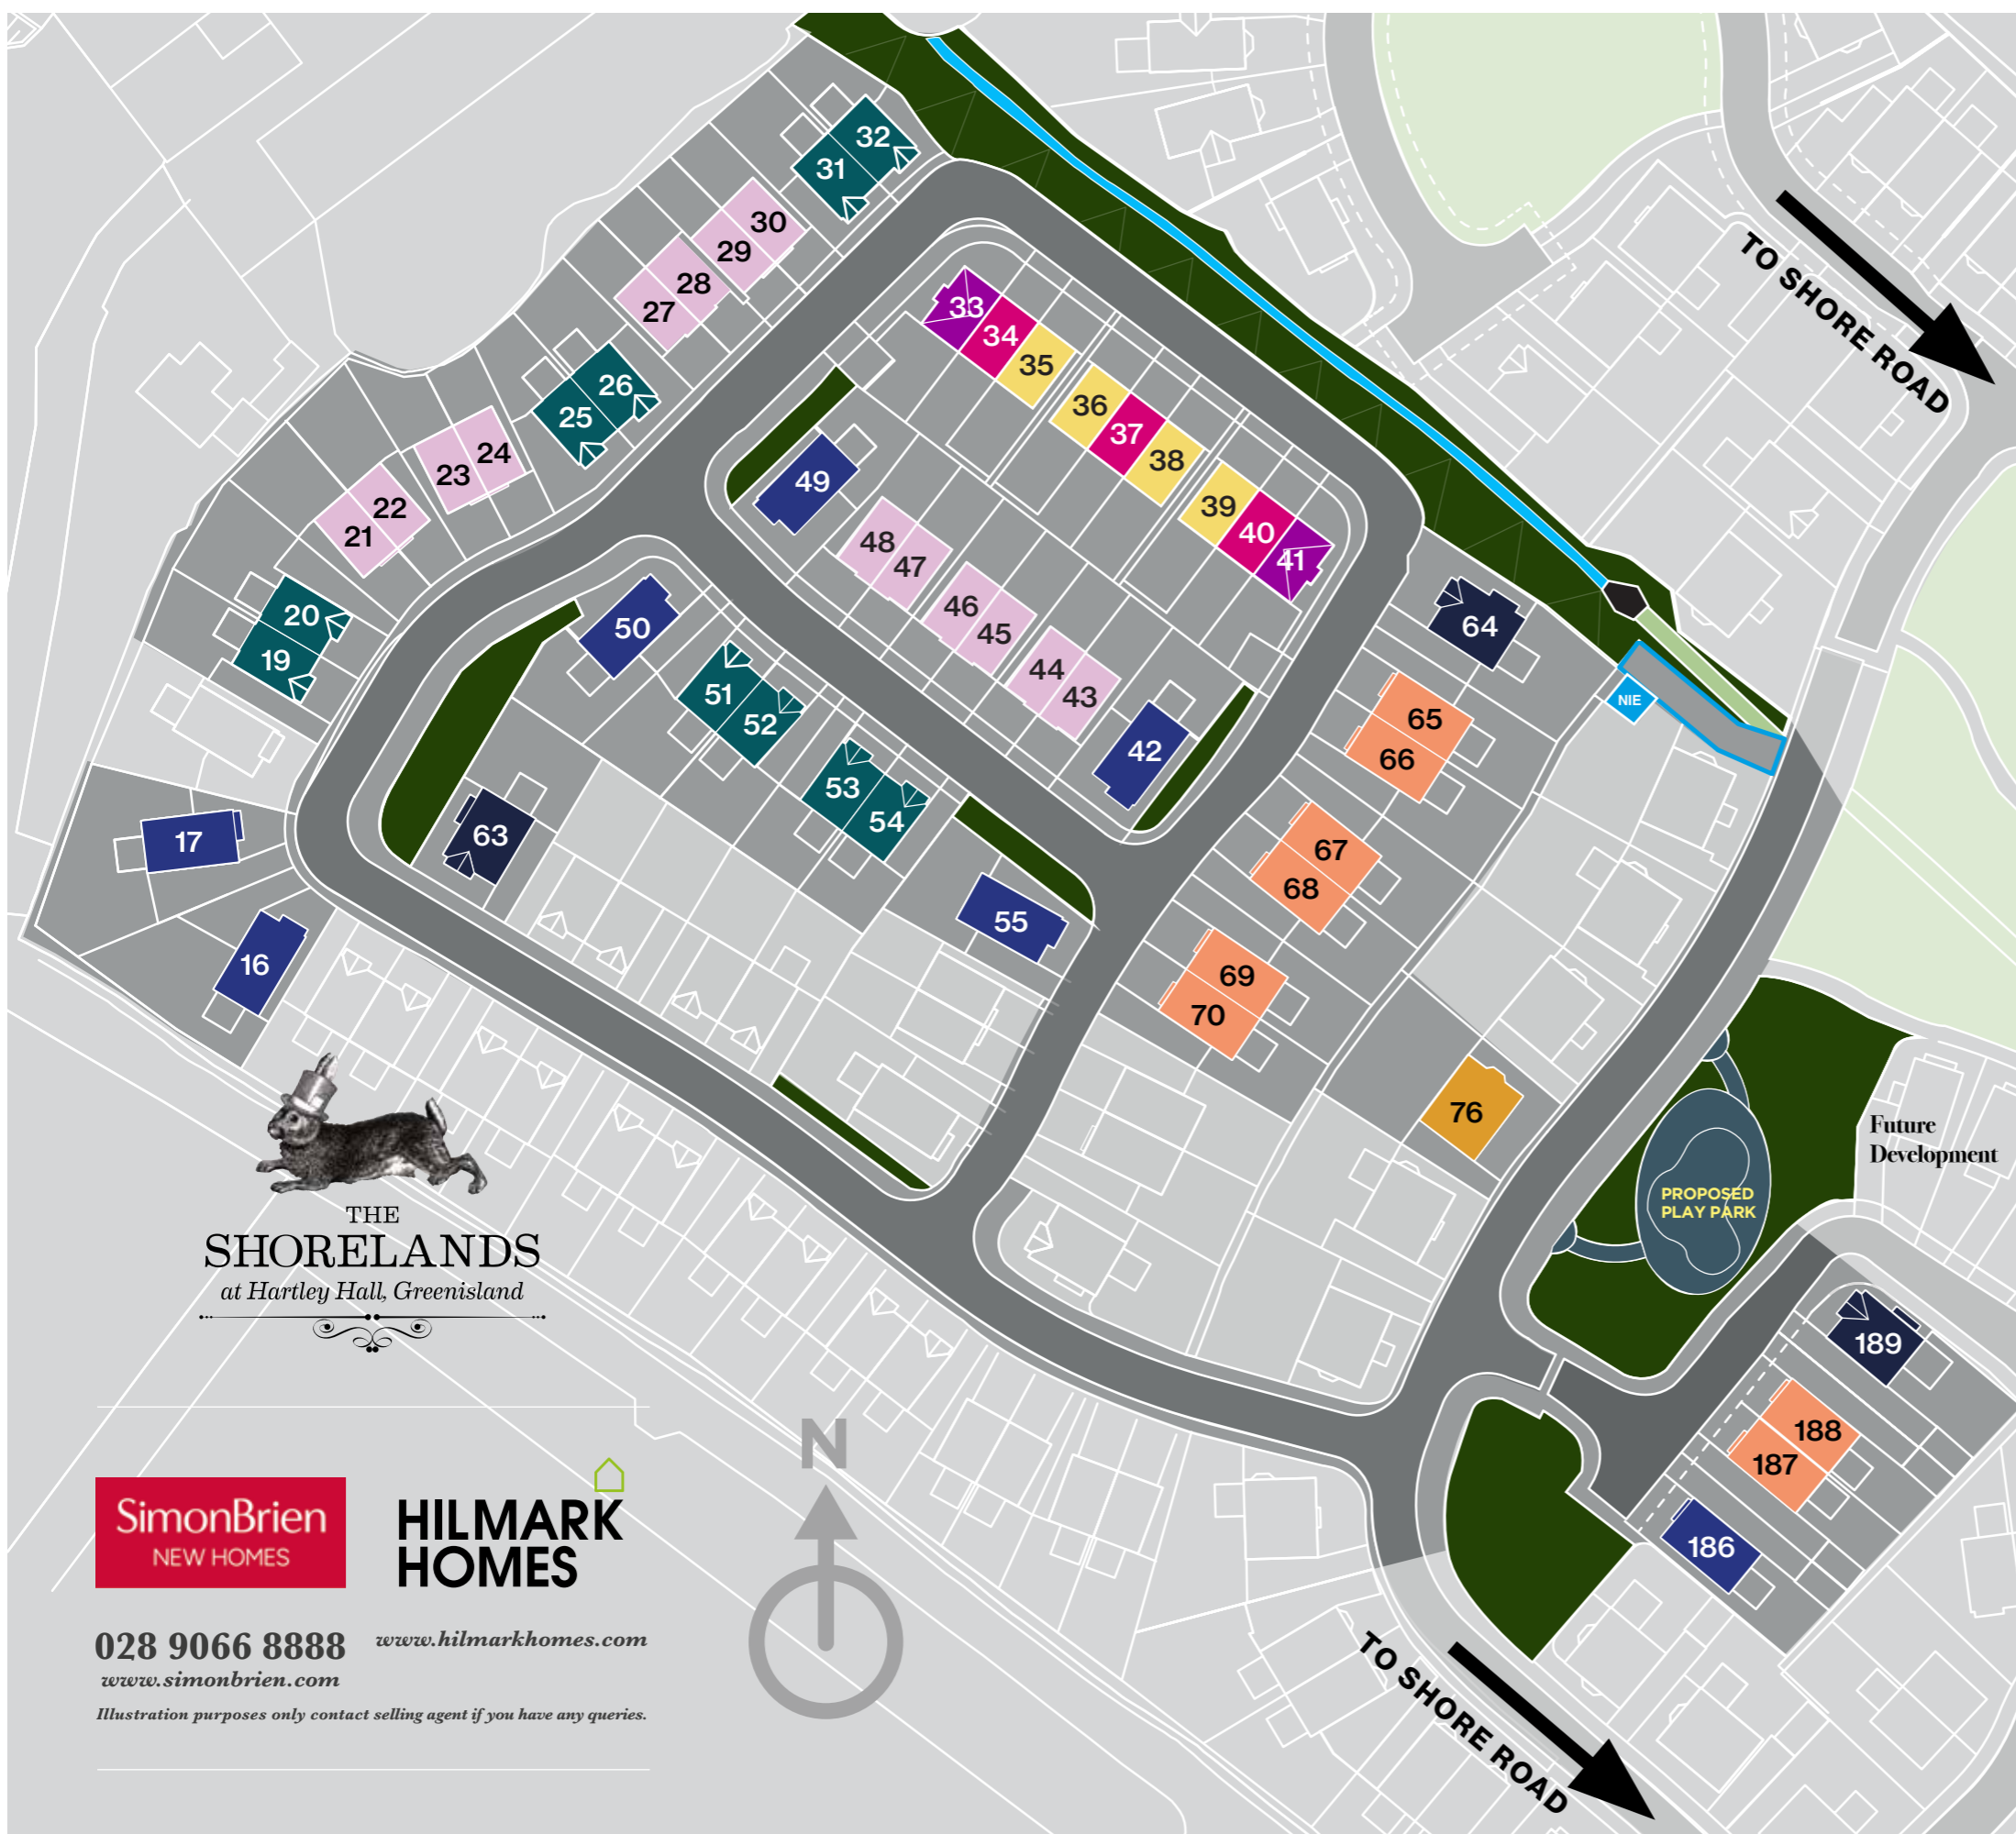 32
31
30
29
28
27
26
25
24
23
22
21
20
19
17
16
33
34
35
36
37
38
39
40
41
49
48
47
46
45
44
43
42
50
51
52
53
54
55
63
64
65
66
67
68
69
70
76
NIE
TO SHORE ROAD
Future
Development
PROPOSED
PLAY PARK
189
188
187
186
TO SHORE ROAD
THE
SHORELANDS
at Hartley Hall, Greenisland
N
SimonBrien
NEW HOMES
HILMARK
HOMES
028 9066 8888
www.hilmarkhomes.com
www.simonbrien.com
Illustration purposes only contact selling agent if you have any queries.